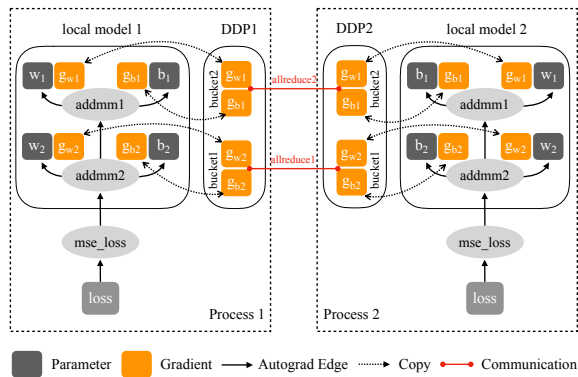 local model 1
DDP1
DDP2
local model 2
w1
gw1
gb1
b1
addmm1
w2
gw2
gb2
b2
addmm2
mse_loss
loss
Process 1
gw1
gb1
bucket2
gw2
gb2
bucket1
allreduce2
allreduce1
gw1
gb1
bucket2
gw2
gb2
bucket1
b1
gb1
gw1
w1
addmm1
b2
gb2
gw2
w2
addmm2
mse_loss
loss
Process 2
Parameter
Gradient
Autograd Edge
Copy
Communication